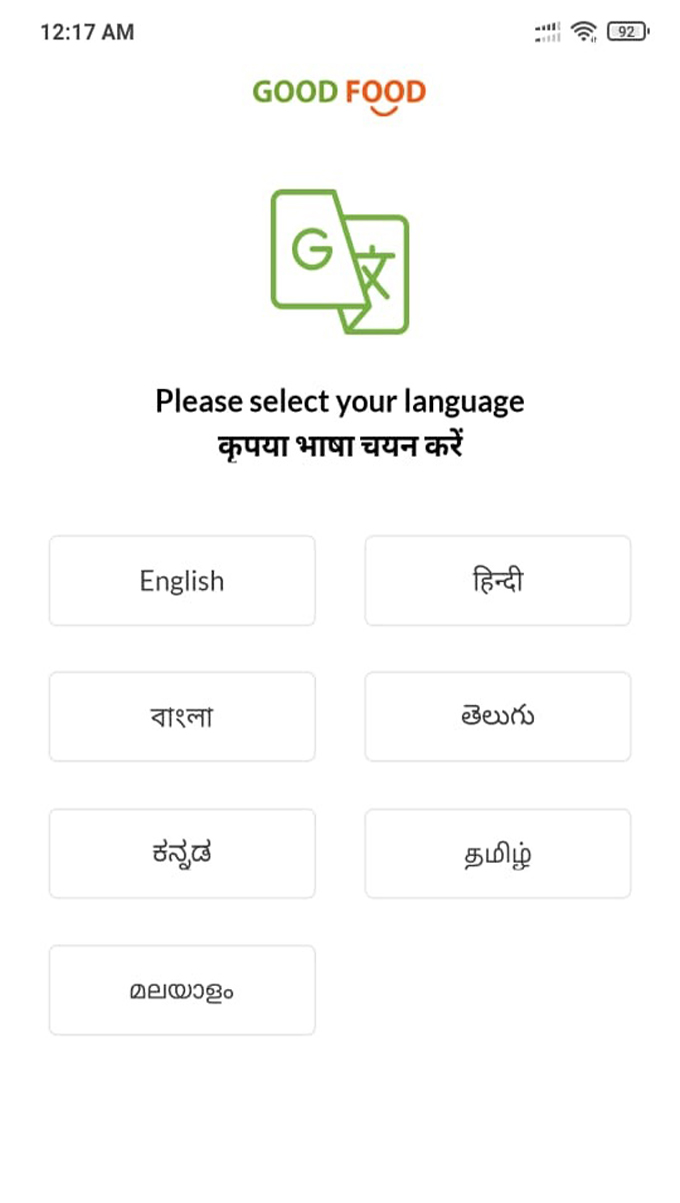 12:17 AM 92
GOOD FOOD
G 文
Please select your language
कृपया भाषा चयन करें
English हिन्दी
বাংলা తెలుగు
ಕನ್ನಡ தமிழ்
മലയാളം